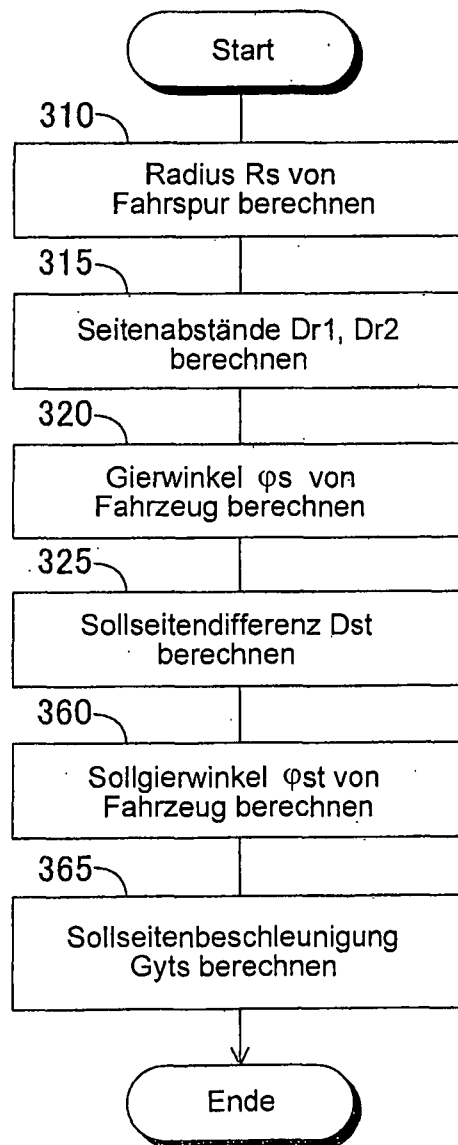 Start
310
Radius Rs von
Fahrspur berechnen
315
Seitenabstände Dr1, Dr2
berechnen
320
Gierwinkel φs von
Fahrzeug berechnen
325
Sollseitendifferenz Dst
berechnen
360
Sollgierwinkel φst von
Fahrzeug berechnen
365
Sollseitenbeschleunigung
Gyts berechnen
Ende